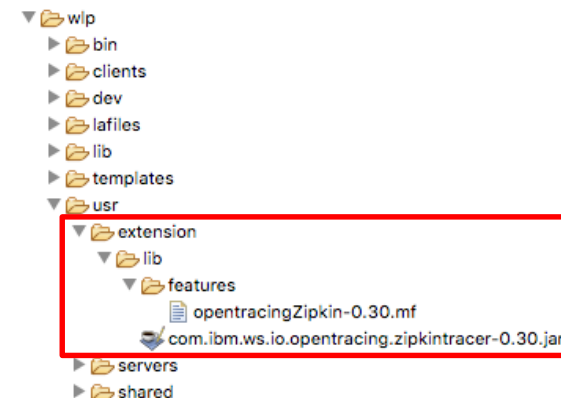 wlp
bin
clients
dev
lafiles
lib
templates
usr
extension
lib
features
opentracingZipkin-0.30.mf
com.ibm.ws.io.opentracing.zipkintracer-0.30.jar
servers
shared